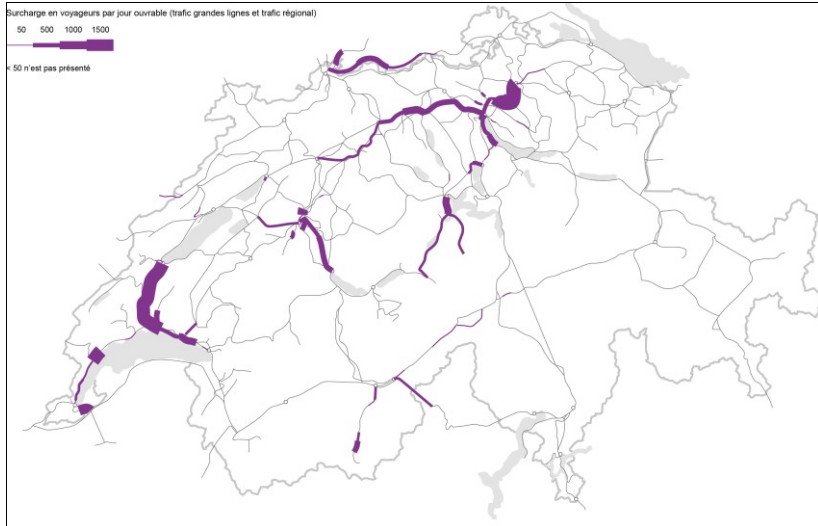 Surcharge en voyageurs par jour ouvrable (trafic grandes lignes et trafic régional)
50 500 1000 1500
< 50 n'est pas présenté